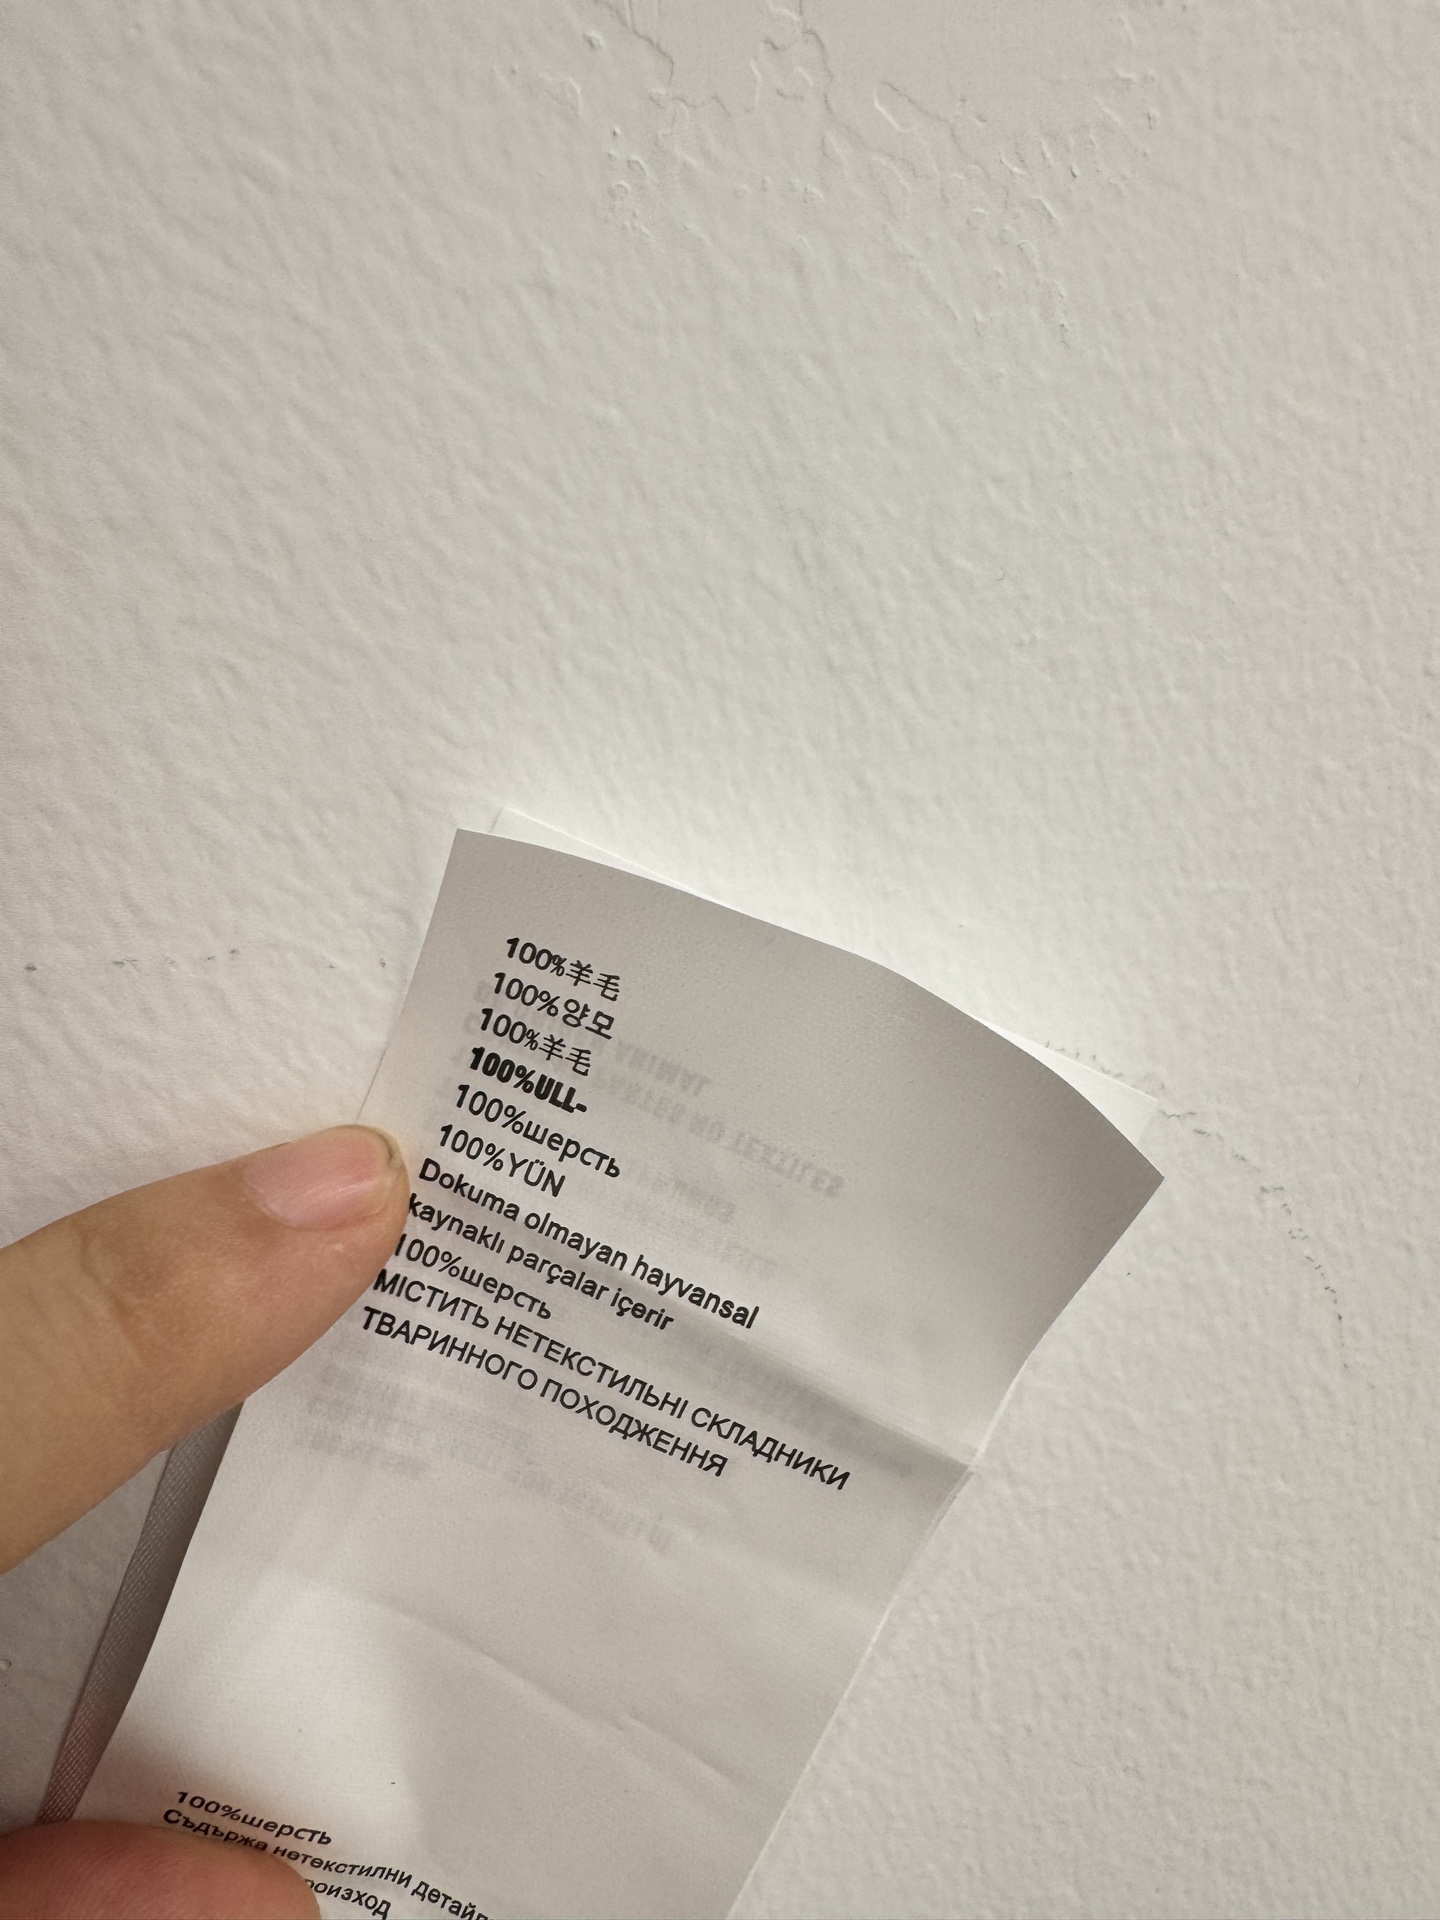 100%羊毛
100%양모
100%羊毛
100%ULL-
100%шерсть
100%YÜN
Dokuma olmayan hayvansal
kaynaklı parçalar içerir
100%шерсть
МІСТИТЬ НЕТЕКСТИЛЬНІ СКЛАДНИКИ
ТВАРИННОГО ПОХОДЖЕННЯ
100%шерсть
Съдържа нетекстилни